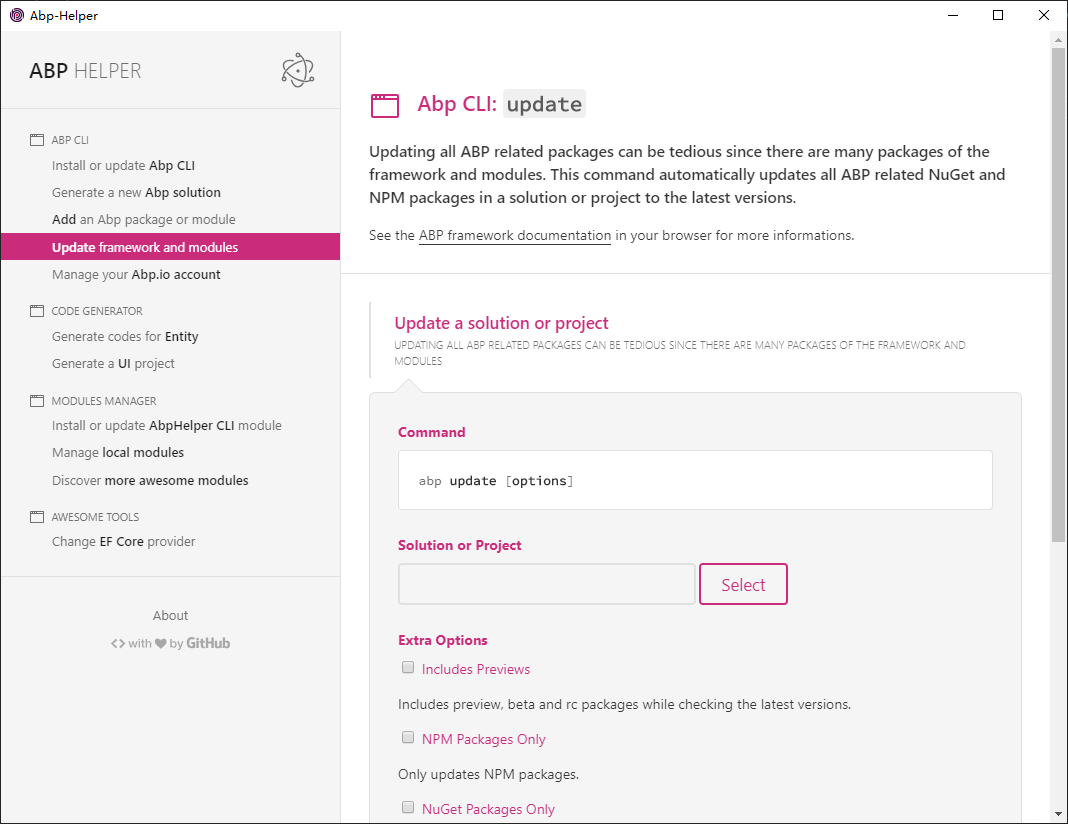 Abp-Helper
ABP HELPER
ABP CLI
Install or update Abp CLI
Generate a new Abp solution
Add an Abp package or module
Update framework and modules
Manage your Abp.io account
CODE GENERATOR
Generate codes for Entity
Generate a UI project
MODULES MANAGER
Install or update AbpHelper CLI module
Manage local modules
Discover more awesome modules
AWESOME TOOLS
Change EF Core provider
About
<> with ♥ by GitHub
Abp CLI: update
Updating all ABP related packages can be tedious since there are many packages of the
framework and modules. This command automatically updates all ABP related NuGet and
NPM packages in a solution or project to the latest versions.
See the ABP framework documentation in your browser for more informations.
Update a solution or project
UPDATING ALL ABP RELATED PACKAGES CAN BE TEDIOUS SINCE THERE ARE MANY PACKAGES OF THE FRAMEWORK AND
MODULES
Command
abp update [options]
Solution or Project
Select
Extra Options
Includes Previews
Includes preview, beta and rc packages while checking the latest versions.
NPM Packages Only
Only updates NPM packages.
NuGet Packages Only